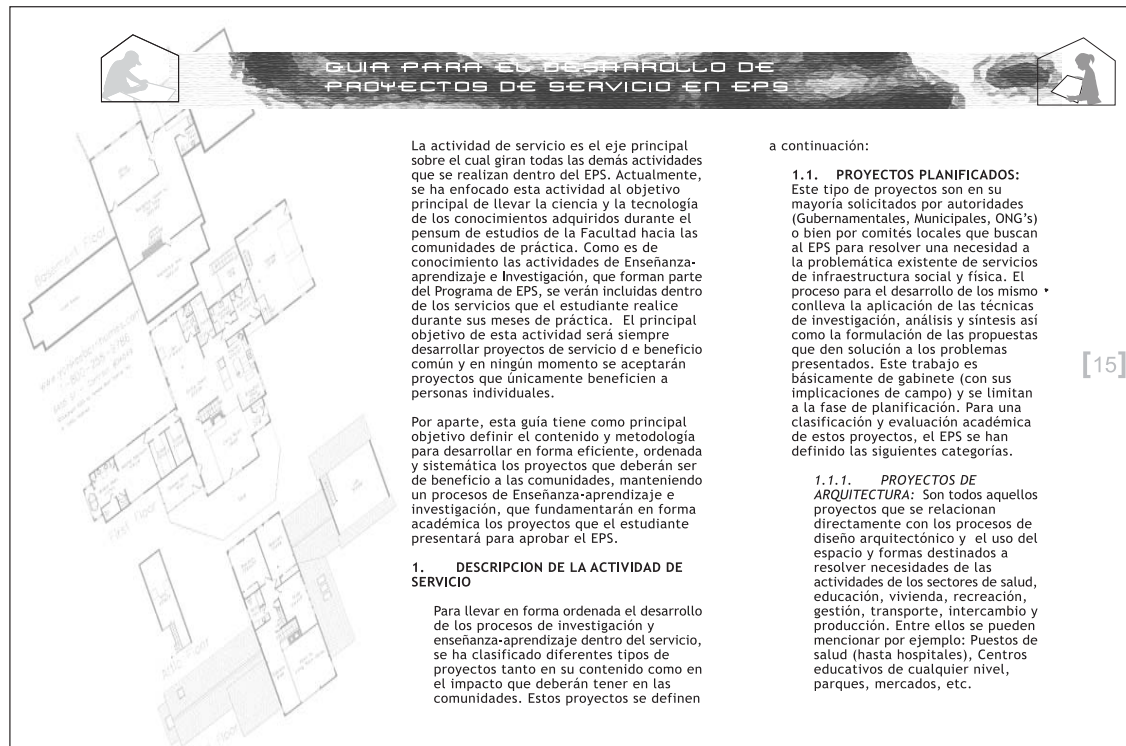 GUIA PARA EL DESARROLLO DE
PROYECTOS DE SERVICIO EN EPS
La actividad de servicio es el eje principal
sobre el cual giran todas las demás actividades
que se realizan dentro del EPS. Actualmente,
se ha enfocado esta actividad al objetivo
principal de llevar la ciencia y la tecnología
de los conocimientos adquiridos durante el
pensum de estudios de la Facultad hacia las
comunidades de práctica. Como es de
conocimiento las actividades de Enseñanza-
aprendizaje e Investigación, que forman parte
del Programa de EPS, se verán incluidas dentro
de los servicios que el estudiante realice
durante sus meses de práctica.  El principal
objetivo de esta actividad será siempre
desarrollar proyectos de servicio d e beneficio
común y en ningún momento se aceptarán
proyectos que únicamente beneficien a
personas individuales.
Por aparte, esta guía tiene como principal
objetivo definir el contenido y metodología
para desarrollar en forma eficiente, ordenada
y sistemática los proyectos que deberán ser
de beneficio a las comunidades, manteniendo
un procesos de Enseñanza-aprendizaje e
investigación, que fundamentarán en forma
académica los proyectos que el estudiante
presentará para aprobar el EPS.
1. DESCRIPCION DE LA ACTIVIDAD DE
SERVICIO
Para llevar en forma ordenada el desarrollo
de los procesos de investigación y
enseñanza-aprendizaje dentro del servicio,
se ha clasificado diferentes tipos de
proyectos tanto en su contenido como en
el impacto que deberán tener en las
comunidades. Estos proyectos se definen
a continuación:
1.1. PROYECTOS PLANIFICADOS:
Este tipo de proyectos son en su
mayoría solicitados por autoridades
(Gubernamentales, Municipales, ONG's)
o bien por comités locales que buscan
al EPS para resolver una necesidad a
la problemática existente de servicios
de infraestructura social y física. El
proceso para el desarrollo de los mismo
conlleva la aplicación de las técnicas
de investigación, análisis y síntesis así
como la formulación de las propuestas
que den solución a los problemas
presentados. Este trabajo es
básicamente de gabinete (con sus
implicaciones de campo) y se limitan
a la fase de planificación. Para una
clasificación y evaluación académica
de estos proyectos, el EPS se han
definido las siguientes categorías.
1.1.1. PROYECTOS DE
ARQUITECTURA: Son todos aquellos
proyectos que se relacionan
directamente con los procesos de
diseño arquitectónico y  el uso del
espacio y formas destinados a
resolver necesidades de las
actividades de los sectores de salud,
educación, vivienda, recreación,
gestión, transporte, intercambio y
producción. Entre ellos se pueden
mencionar por ejemplo: Puestos de
salud (hasta hospitales), Centros
educativos de cualquier nivel,
parques, mercados, etc.
[15]
Basement Floor
First Floor